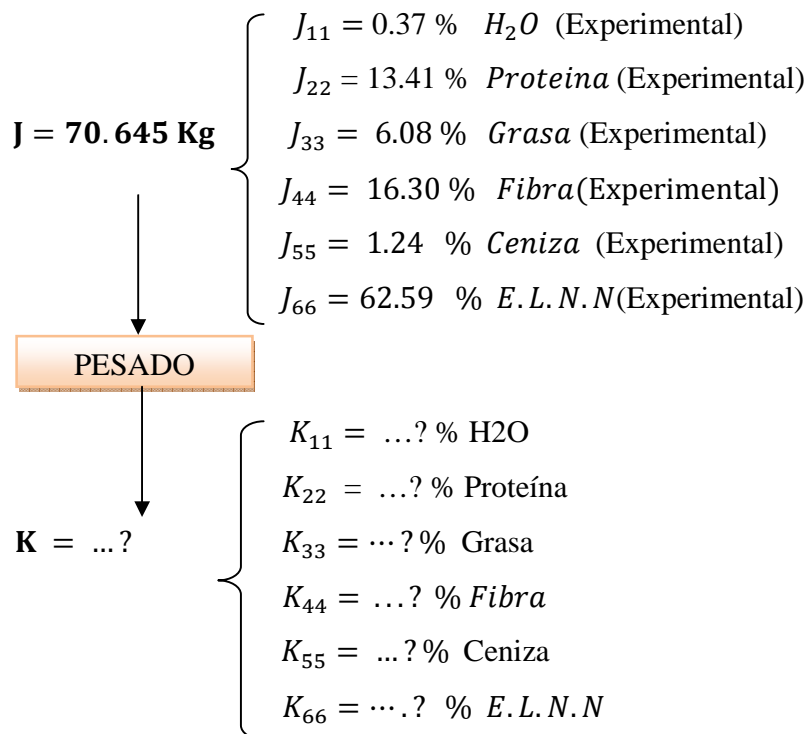 J₁₁ = 0.37 % H₂O (Experimental)
J₂₂ = 13.41 % Proteina (Experimental)
J = 70.645 Kg
J₃₃ = 6.08 % Grasa (Experimental)
J₄₄ = 16.30 % Fibra(Experimental)
J₅₅ = 1.24 % Ceniza (Experimental)
J₆₆ = 62.59 % E.L.N.N(Experimental)
PESADO
K₁₁ = …? % H2O
K₂₂ = …? % Proteína
K = …?
K₃₃ = ⋯? % Grasa
K₄₄ = …? % Fibra
K₅₅ = …? % Ceniza
K₆₆ = ⋯.? % E.L.N.N